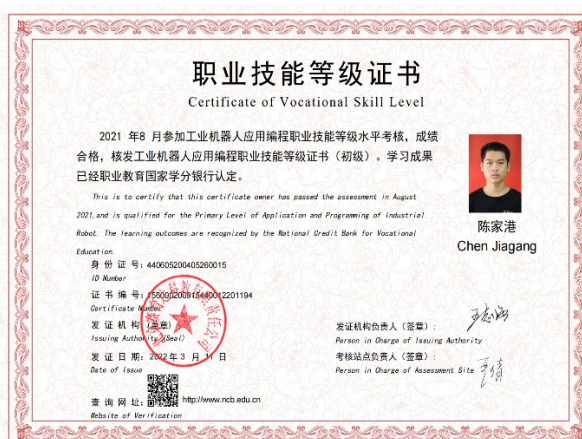 职业技能等级证书
Certificate of Vocational Skill Level
2021 年8 月参加工业机器人应用编程职业技能等级水平考核，成绩
合格，核发工业机器人应用编程职业技能等级证书（初级）。学习成果
已经职业教育国家学分银行认定。
This is to certify that this certificate owner has passed the assessment in August
2021,and is qualified for the Primary Level of Application and Programming of Industrial
Robot. The learning outcomes are recognized by the National Credit Bank for Vocational
Education.
陈家港
Chen Jiagang
身 份 证 号：440605200405260015
ID Number
证 书 编 号：
Certificate Number
发 证 机 构（签章）
Issuing Authority (Seal)
发 证 日 期：2022 年 3 月 11 日
Date of Issue
查 询 网 址：http://www.ncb.edu.cn
Website of Verification
发证机构负责人（签章）：
Person in Charge of Issuing Authority
考核站点负责人（签章）：
Person in Charge of Assessment Site